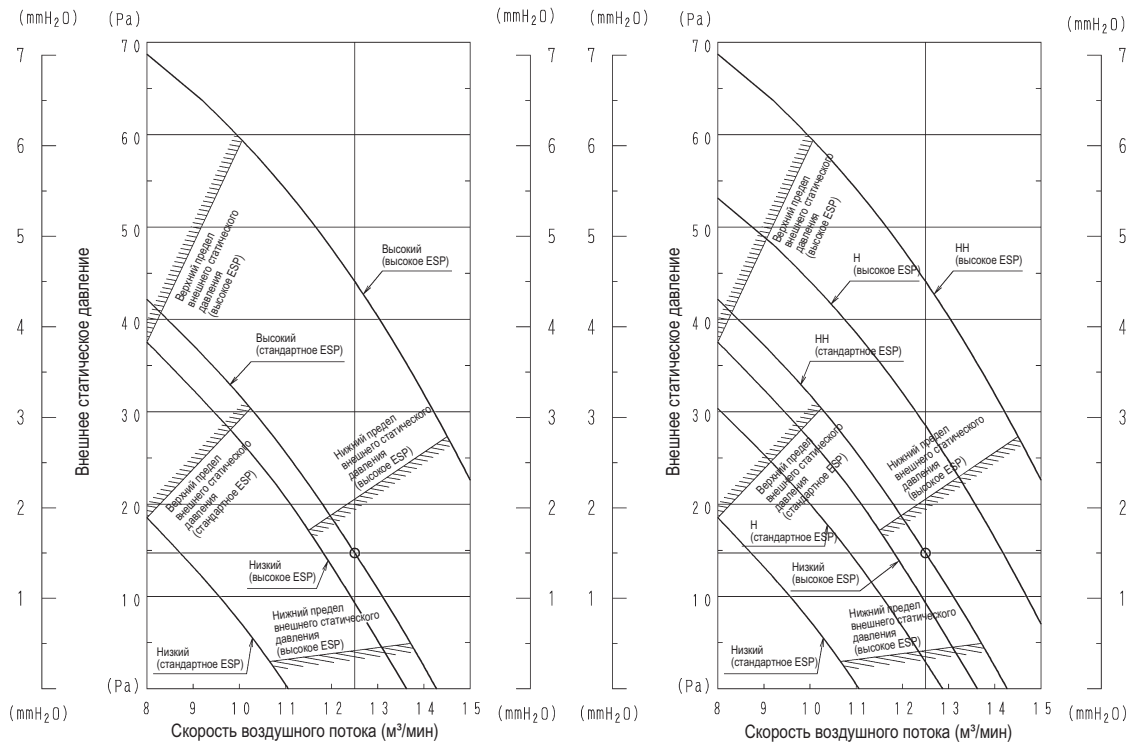 (mmH₂O)
(Pa)
(mmH₂O)
7
6
5
4
3
2
1
(mmH₂O)
70
60
50
40
30
20
10
(Pa)
Внешнее статическое давление
Верхний предел
внешнего статического
давления
(высокое ESP)
Высокий
(высокое ESP)
Высокий
(стандартное ESP)
Верхний предел
внешнего статического
давления
(стандартное ESP)
Нижний предел
внешнего статического
давления
(высокое ESP)
Низкий
(высокое ESP)
Нижний предел
внешнего статического
давления
(высокое ESP)
Низкий
(стандартное ESP)
8 9 10 11 12 13 14 15
Скорость воздушного потока (м³/мин)
7
6
5
4
3
2
1
(mmH₂O)
(mmH₂O)
(Pa)
(mmH₂O)
7
6
5
4
3
2
1
(mmH₂O)
70
60
50
40
30
20
10
(Pa)
Внешнее статическое давление
Верхний предел
внешнего статического
давления
(высокое ESP)
H
(высокое ESP)
HH
(высокое ESP)
HH
(стандартное ESP)
Верхний предел
внешнего статического
давления
(стандартное ESP)
Нижний предел
внешнего статического
давления
(высокое ESP)
H
(стандартное ESP)
Низкий
(высокое ESP)
Нижний предел
внешнего статического
давления
(высокое ESP)
Низкий
(стандартное ESP)
8 9 10 11 12 13 14 15
Скорость воздушного потока (м³/мин)
7
6
5
4
3
2
1
(mmH₂O)